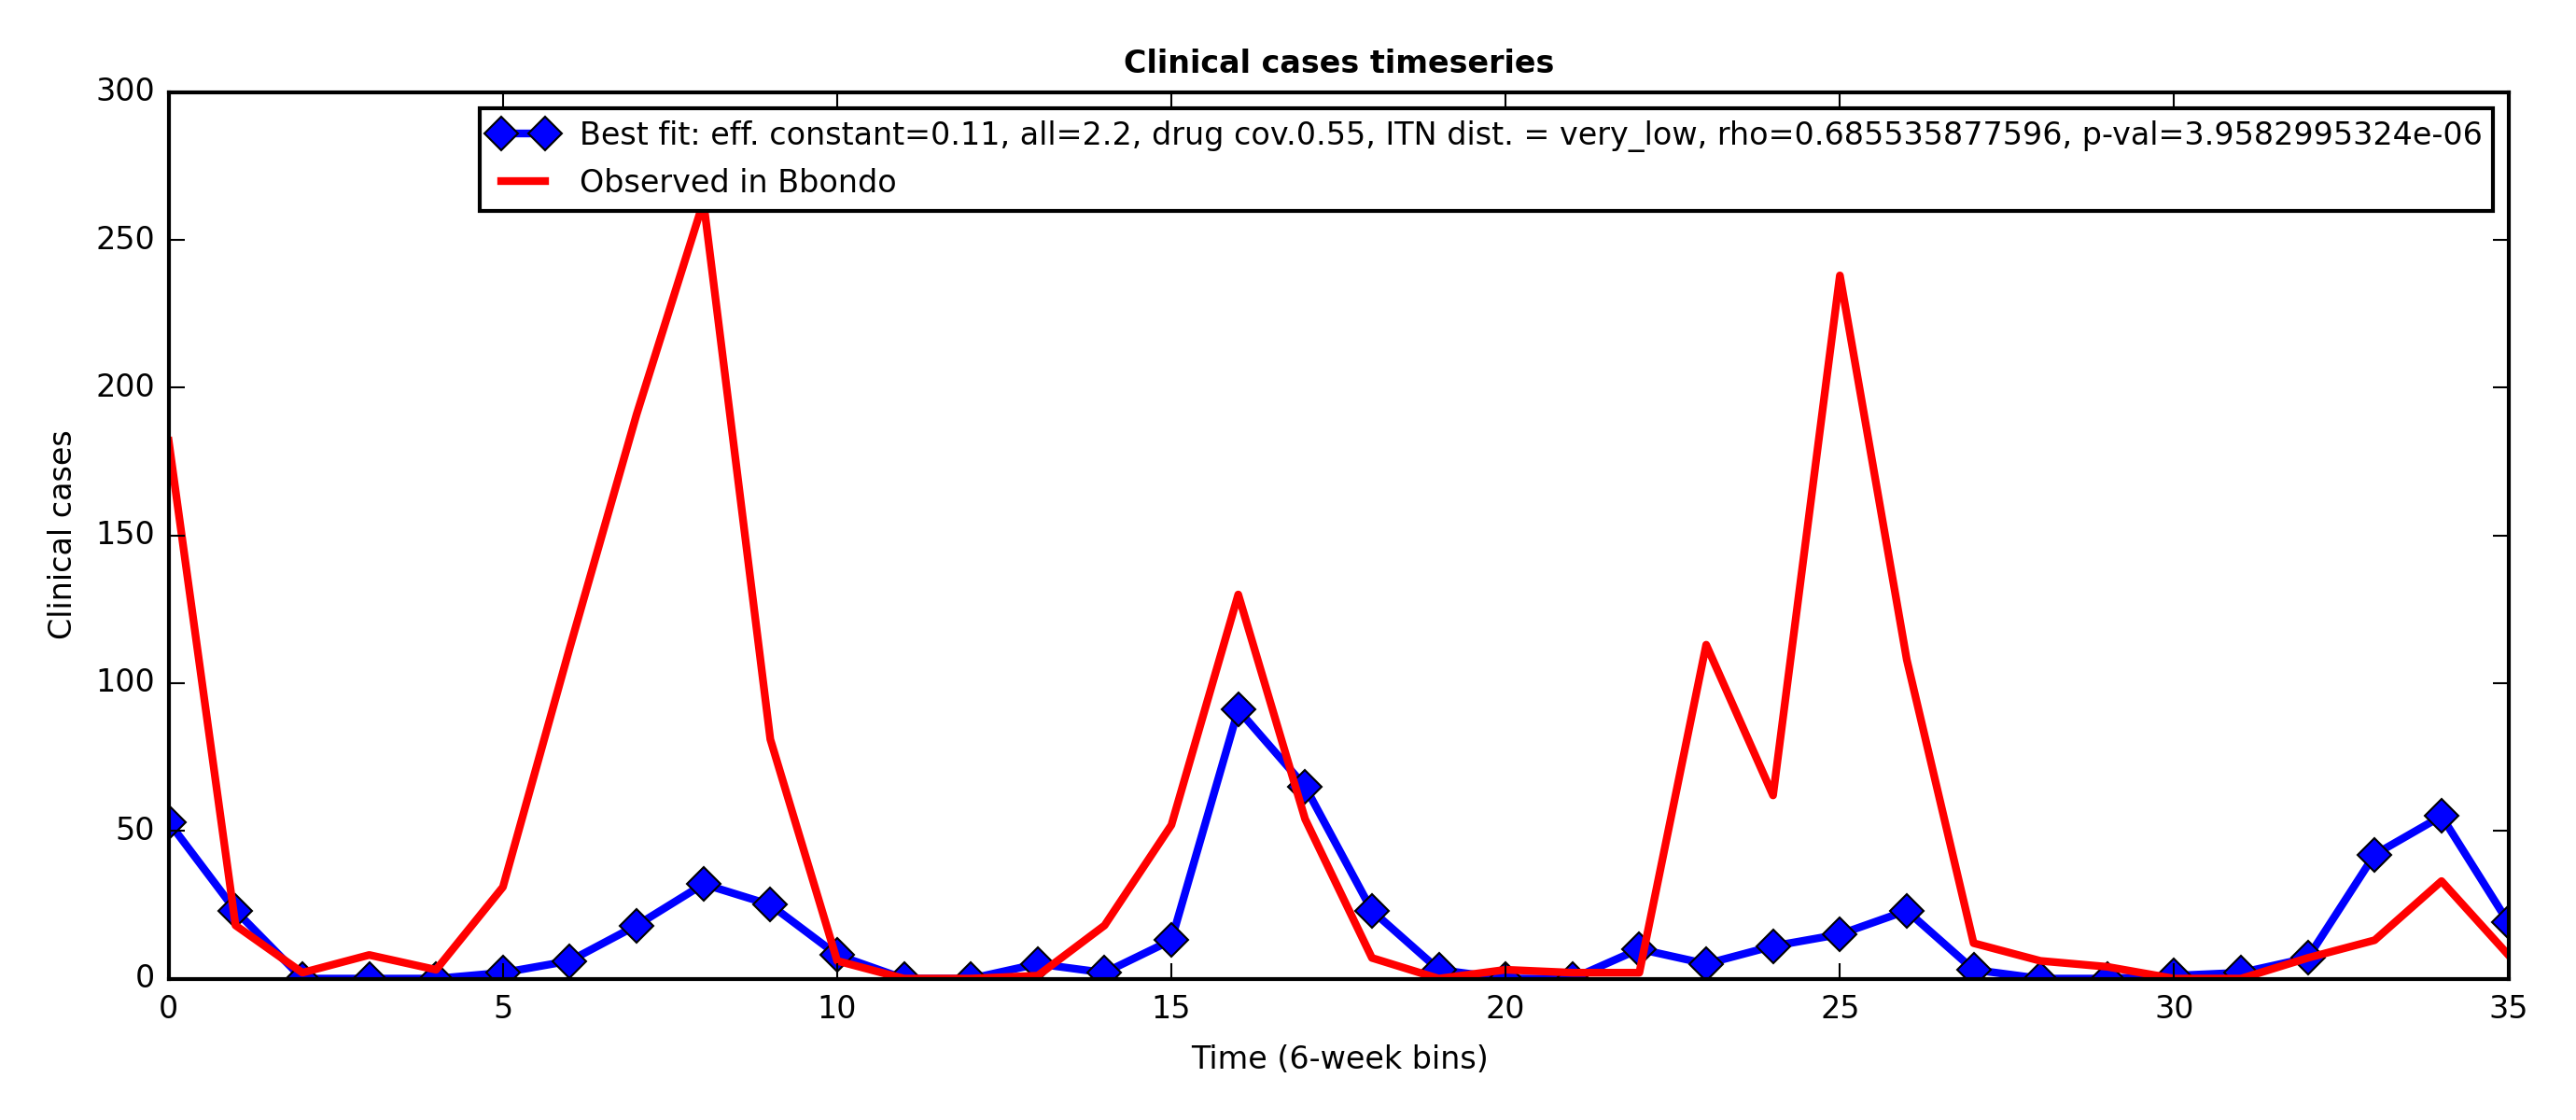 Clinical cases timeseries
300
250
200
150
100
50
0
Clinical cases
Best fit: eff. constant=0.11, all=2.2, drug cov.0.55, ITN dist. = very_low, rho=0.685535877596, p-val=3.9582995324e-06
Observed in Bbondo
0 5 10 15 20 25 30 35
Time (6-week bins)